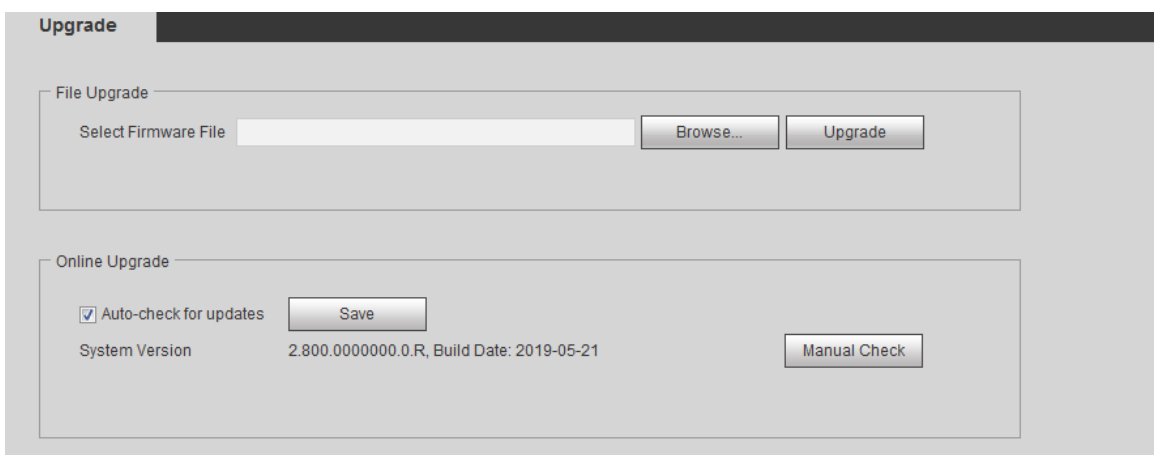 Upgrade
File Upgrade
Select Firmware File Browse... Upgrade
Online Upgrade
Auto-check for updates Save
System Version 2.800.0000000.0.R, Build Date: 2019-05-21 Manual Check